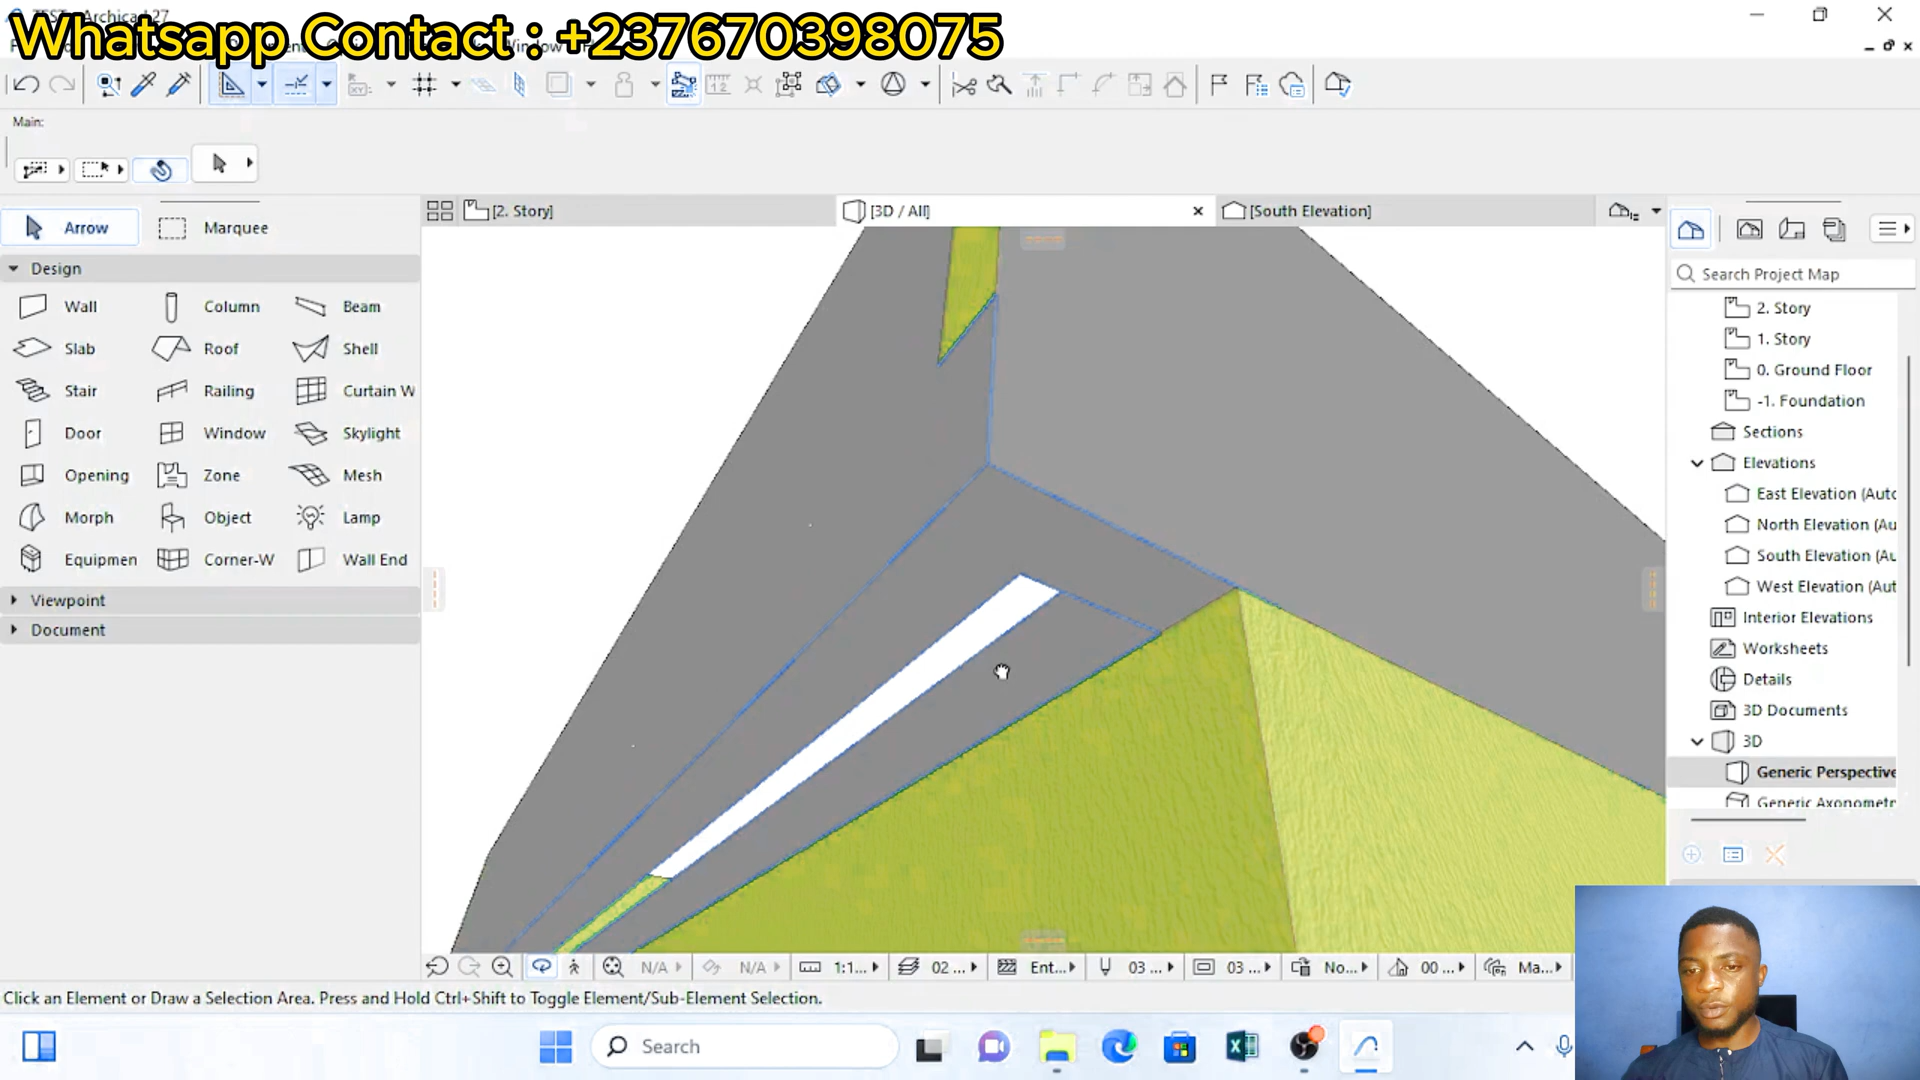 Whatsapp Contact : +237670398075
Main:
Arrow
Marquee
Design
Wall
Column
Beam
Slab
Roof
Shell
Stair
Railing
Curtain W
Door
Window
Skylight
Opening
Zone
Mesh
Morph
Object
Lamp
Equipmen
Corner-W
Wall End
Viewpoint
Document
[2. Story]
[3D / All]
[South Elevation]
Search Project Map
2. Story
1. Story
0. Ground Floor
-1. Foundation
Sections
Elevations
East Elevation (Autc
North Elevation (Au
South Elevation (Au
West Elevation (Aut
Interior Elevations
Worksheets
Details
3D Documents
3D
Generic Perspective
Generic Axonometr
N/A
N/A
1:1...
02 ...
Ent...
03 ...
03 ...
No...
00 ...
Ma...
Click an Element or Draw a Selection Area. Press and Hold Ctrl+Shift to Toggle Element/Sub-Element Selection.
Search